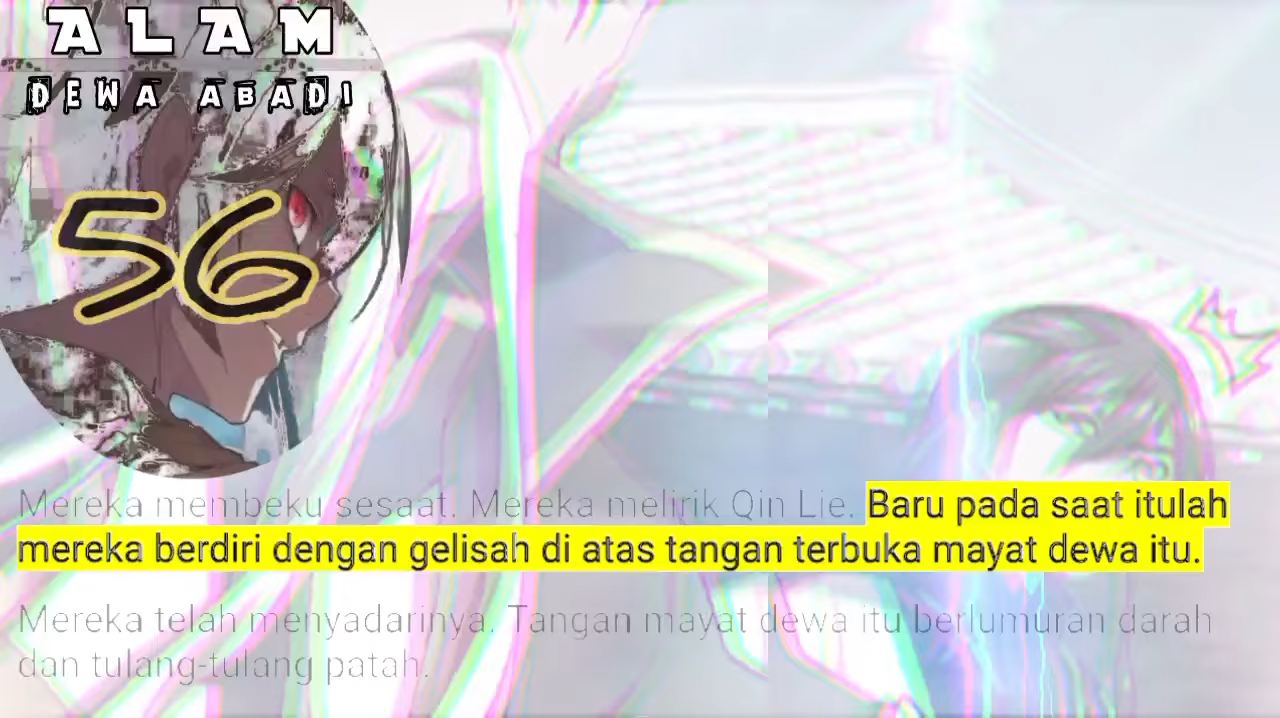 ALAM
DEWA ABADI
56
Mereka membeku sesaat. Mereka melirik Qin Lie. Baru pada saat itulah
mereka berdiri dengan gelisah di atas tangan terbuka mayat dewa itu.
Mereka telah menyadarinya. Tangan mayat dewa itu berlumuran darah
dan tulang-tulang patah.